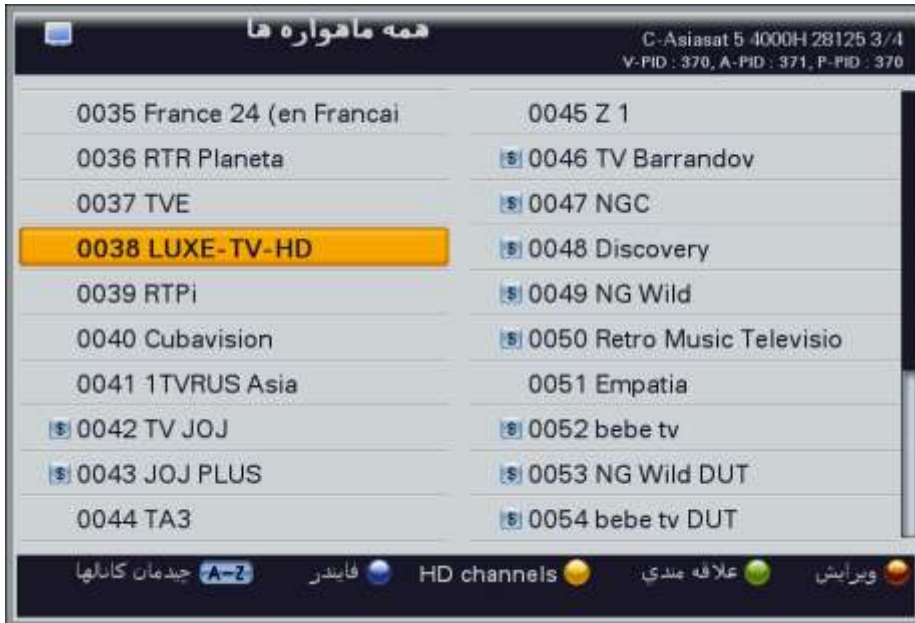 همه ماهواره ها
C-Asiasat 5 4000H 28125 3/4
V-PID : 370, A-PID : 371, P-PID : 370
0035 France 24 (en Francai
0036 RTR Planeta
0037 TVE
0038 LUXE-TV-HD
0039 RTPi
0040 Cubavision
0041 1TVRUS Asia
$ 0042 TV JOJ
$ 0043 JOJ PLUS
0044 TA3
0045 Z 1
$ 0046 TV Barrandov
$ 0047 NGC
$ 0048 Discovery
$ 0049 NG Wild
$ 0050 Retro Music Televisio
0051 Empatia
$ 0052 bebe tv
$ 0053 NG Wild DUT
$ 0054 bebe tv DUT
ویرایش علاقه مندي HD channels فایندر A-Z چیدمان کانالها